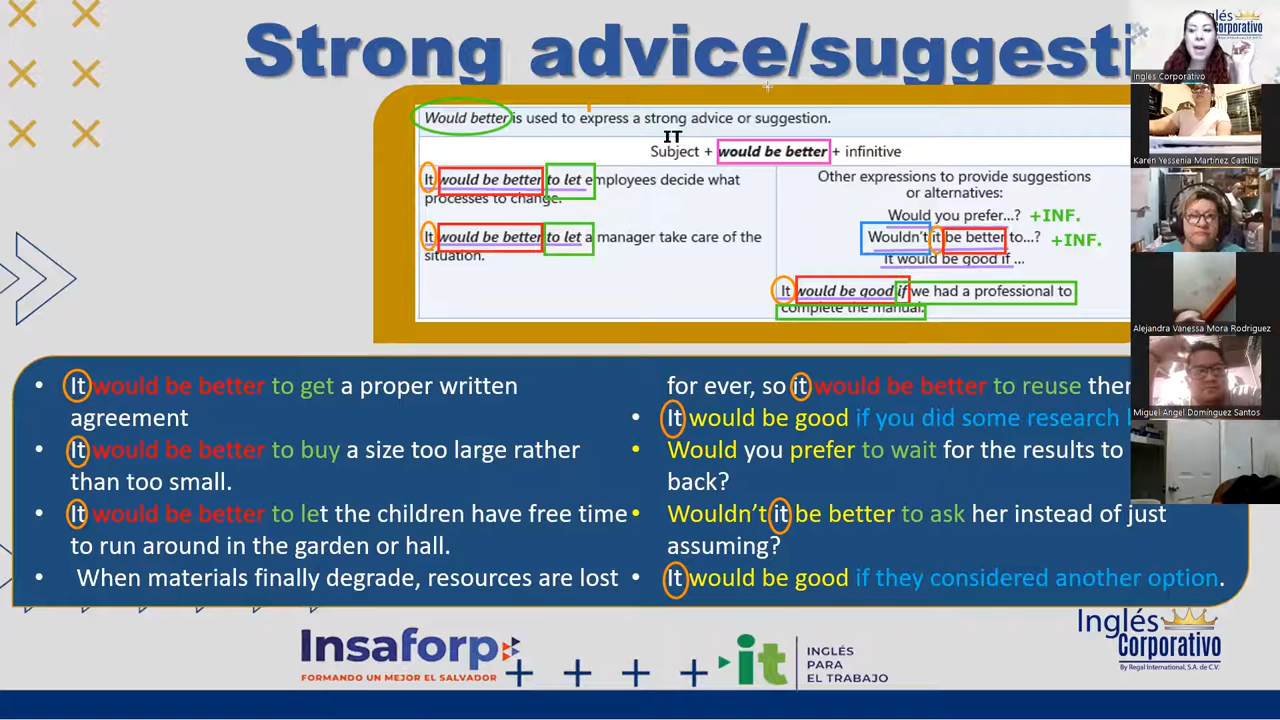 Strong advice/suggesti
Inglés
Corporativo
Inglés Corporativo
Karen Yessenia Martinez Castillo
Alejandra Vanessa Mora Rodriguez
Miguel Angel Domínguez Santos
Would better is used to express a strong advice or suggestion.
IT
Subject + would be better + infinitive
It would be better to let employees decide what
processes to change.
It would be better to let a manager take care of the
situation.
Other expressions to provide suggestions
or alternatives:
Would you prefer...? +INF.
Wouldn't it be better to...? +INF.
It would be good if ...
It would be good if we had a professional to
complete the manual.
• It would be better to get a proper written
agreement
• It would be better to buy a size too large rather
than too small.
• It would be better to let the children have free time
to run around in the garden or hall.
• When materials finally degrade, resources are lost
for ever, so it would be better to reuse
• It would be good if you did some research
• Would you prefer to wait for the results to
back?
• Wouldn't it be better to ask her instead of just
assuming?
• It would be good if they considered another option.
Insaforp
FORMANDO UN MEJOR EL SALVADOR
it
INGLÉS
PARA
EL TRABAJO
Inglés
Corporativo
By Regal International, S.A. de C.V.